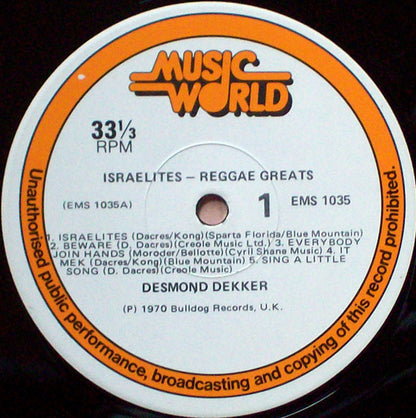 MUSIC
WORLD
33⅓
RPM
ISRAELITES – REGGAE GREATS
(EMS 1035A)
1
EMS 1035
1. ISRAELITES (Dacres/Kong)(Sparta Florida/Blue Mountain)
2. BEWARE (D. Dacres)(Creole Music Ltd.) 3. EVERYBODY
JOIN HANDS (Moroder/Bellotte)(Cyril Shane Music) 4. IT
MEK (Dacres/Kong)(Blue Mountain) 5. SING A LITTLE
SONG (D. Dacres)(Creole Music)
DESMOND DEKKER
(P) 1970 Bulldog Records, U.K.
Unauthorised public performance, broadcasting and copying of this record prohibited.